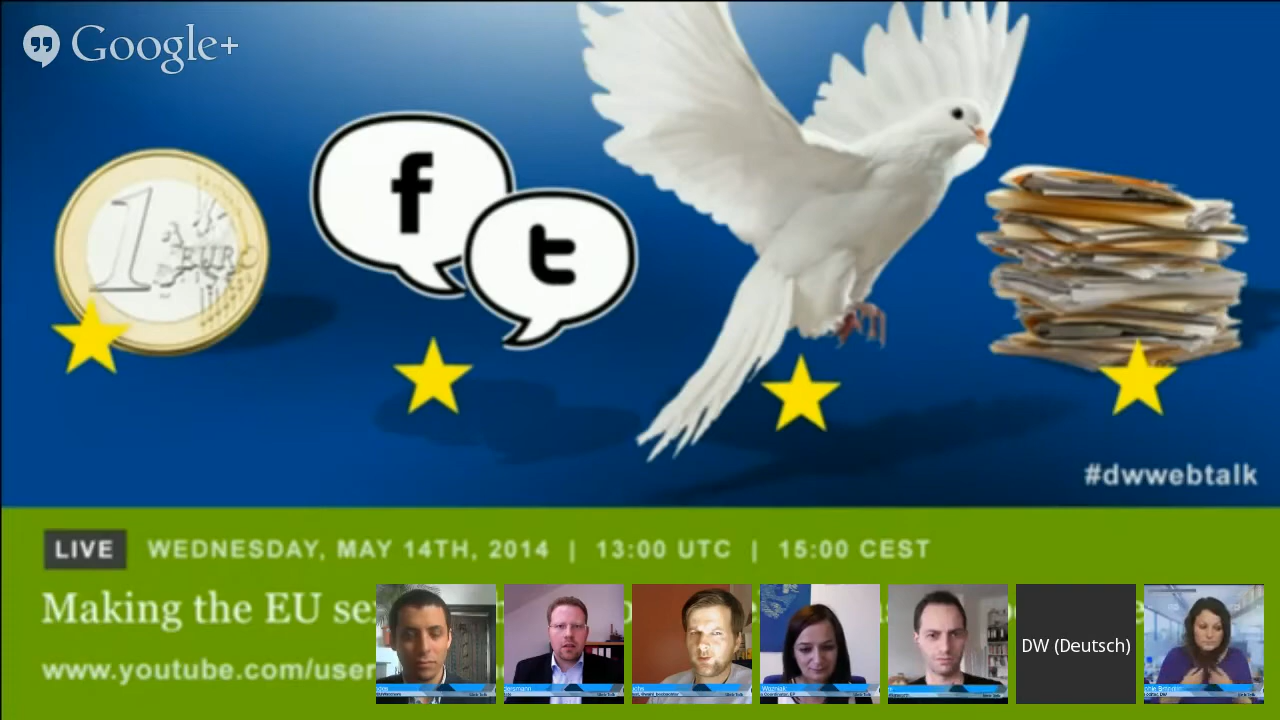 Google+
1
EURO
f
t
#dwwebtalk
LIVE WEDNESDAY, MAY 14TH, 2014 | 13:00 UTC | 15:00 CEST
Making the EU
www.youtube.com/user
DW (Deutsch)